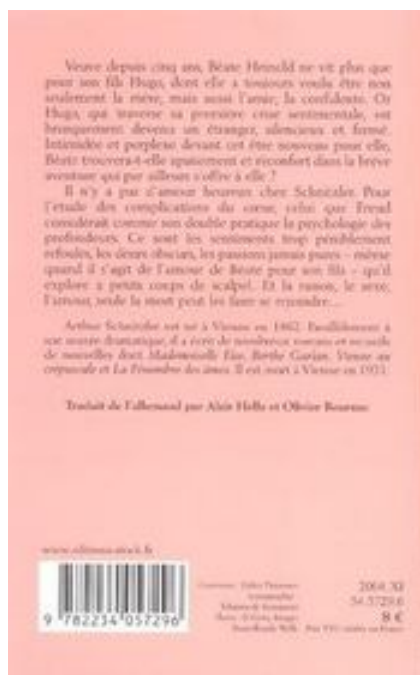 Veuve depuis cinq ans, Béate Heinold ne vit plus que
pour son fils Hugo, dont elle a toujours voulu être non
seulement la mère, mais aussi l'amie, la confidente. Or
Hugo, qui traverse sa première crise sentimentale, est
brusquement devenu un étranger, silencieux et fermé.
Intimidée et perplexe devant cet être nouveau pour elle,
Béate trouvera-t-elle apaisement et réconfort dans la brève
aventure qui par ailleurs s'offre à elle ?
Il n'y a pas d'amour heureux chez Schnitzler. Pour
l'étude des complications du cœur, celui que Freud
considérait comme son double pratique la psychologie des
profondeurs. Ce sont les sentiments trop péniblement
refoulés, les désirs obscurs, les passions jamais pures – même
quand il s'agit de l'amour de Béate pour son fils – qu'il
explore à petits coups de scalpel. Et la raison, le sexe,
l'amour, seule la mort peut les faire se rejoindre...
Arthur Schnitzler est né à Vienne en 1862. Parallèlement à
son œuvre dramatique, il a écrit de nombreux romans et recueils
de nouvelles dont Mademoiselle Else, Berthe Garlan, Vienne au
crépuscule et La Pénombre des âmes. Il est mort à Vienne en 1931.
Traduit de l'allemand par Alzir Hella et Olivier Bournac
www.editions-stock.fr
9 782234 057296
2004.XI
54.5729.6
8 €